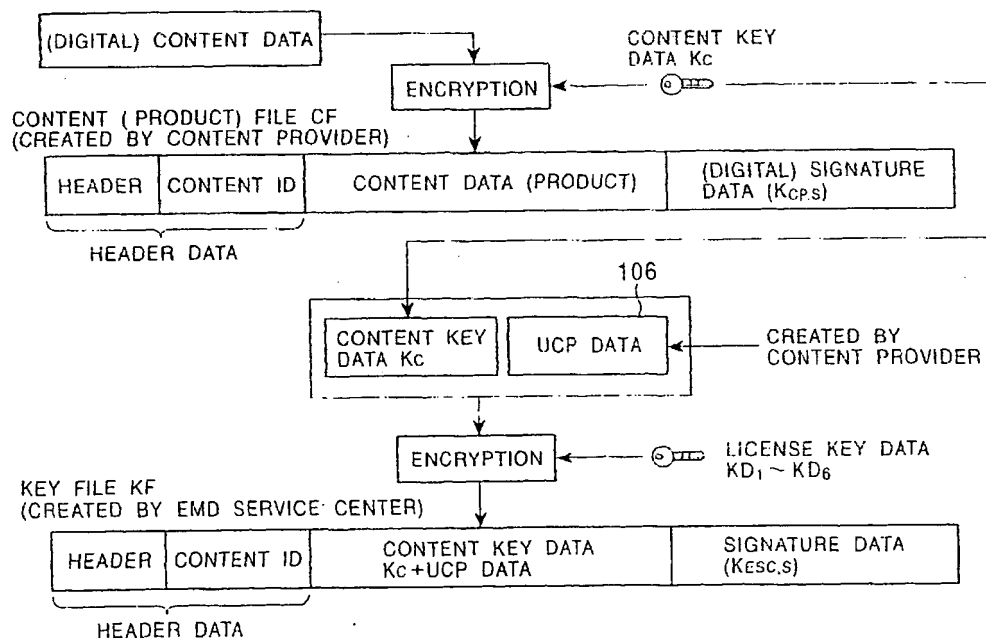 (DIGITAL) CONTENT DATA
CONTENT KEY
DATA Kc
ENCRYPTION
CONTENT (PRODUCT) FILE CF
(CREATED BY CONTENT PROVIDER)
HEADER
CONTENT ID
CONTENT DATA (PRODUCT)
(DIGITAL) SIGNATURE
DATA (KCP,S)
HEADER DATA
106
CONTENT KEY
DATA Kc
UCP DATA
CREATED BY
CONTENT PROVIDER
ENCRYPTION
LICENSE KEY DATA
KD1~KD6
KEY FILE KF
(CREATED BY EMD SERVICE CENTER)
HEADER
CONTENT ID
CONTENT KEY DATA
Kc+UCP DATA
SIGNATURE DATA
(KESC,S)
HEADER DATA